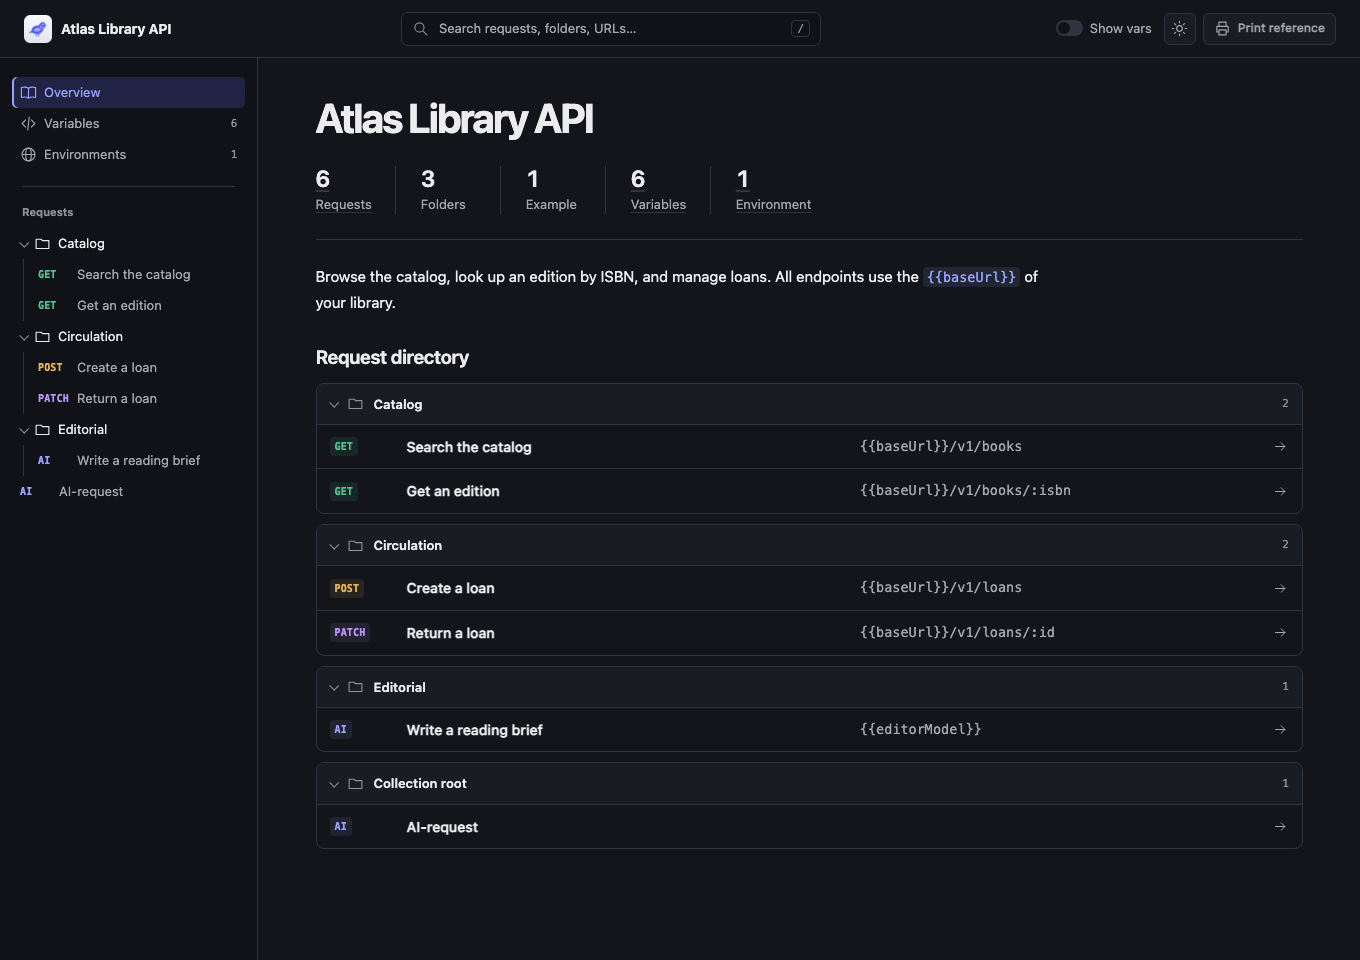 Atlas Library API
Search requests, folders, URLs...
/
Show vars
Print reference
Overview
Variables 6
Environments 1
Requests
Catalog
GET Search the catalog
GET Get an edition
Circulation
POST Create a loan
PATCH Return a loan
Editorial
AI Write a reading brief
AI AI-request
Atlas Library API
6 3 1 6 1
Requests Folders Example Variables Environment
Browse the catalog, look up an edition by ISBN, and manage loans. All endpoints use the {{baseUrl}} of
your library.
Request directory
Catalog 2
GET Search the catalog {{baseUrl}}/v1/books
GET Get an edition {{baseUrl}}/v1/books/:isbn
Circulation 2
POST Create a loan {{baseUrl}}/v1/loans
PATCH Return a loan {{baseUrl}}/v1/loans/:id
Editorial 1
AI Write a reading brief {{editorModel}}
Collection root 1
AI AI-request